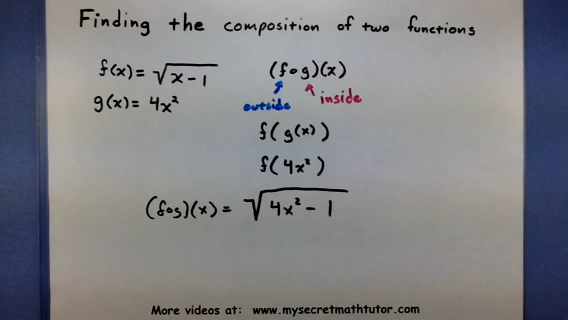 Finding the composition of two functions
f(x) = √x - 1 (f∘g)(x)
g(x) = 4x² outside inside
f(g(x))
f(4x²)
(f∘g)(x) = √4x² - 1
More videos at: www.mysecretmathtutor.com